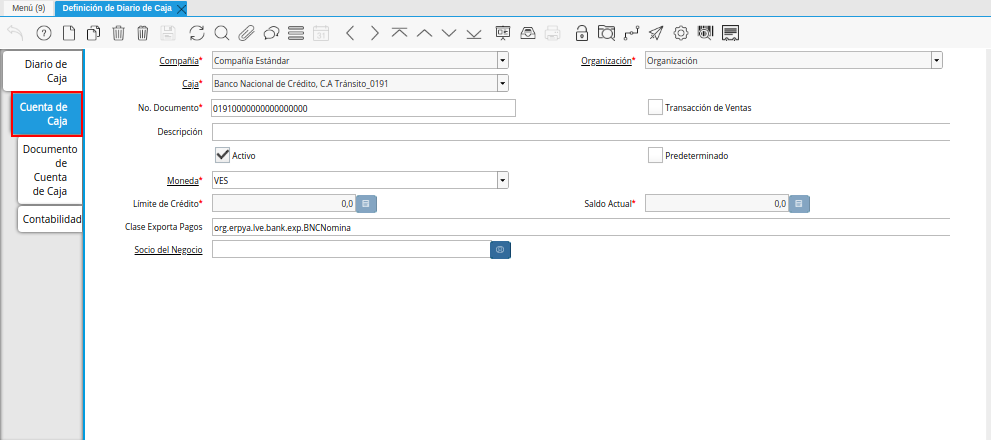 Menú (9)
Definición de Diario de Caja
Diario de
Caja
Cuenta de
Caja
Documento
de
Cuenta
de Caja
Contabilidad
Compañía* Compañía Estándar
Organización* Organización
Caja* Banco Nacional de Crédito, C.A Tránsito_0191
No. Documento* 01910000000000000000
Transacción de Ventas
Descripción
Activo
Predeterminado
Moneda* VES
Límite de Crédito* 0,0
Saldo Actual* 0,0
Clase Exporta Pagos org.erpya.lve.bank.exp.BNCNomina
Socio del Negocio